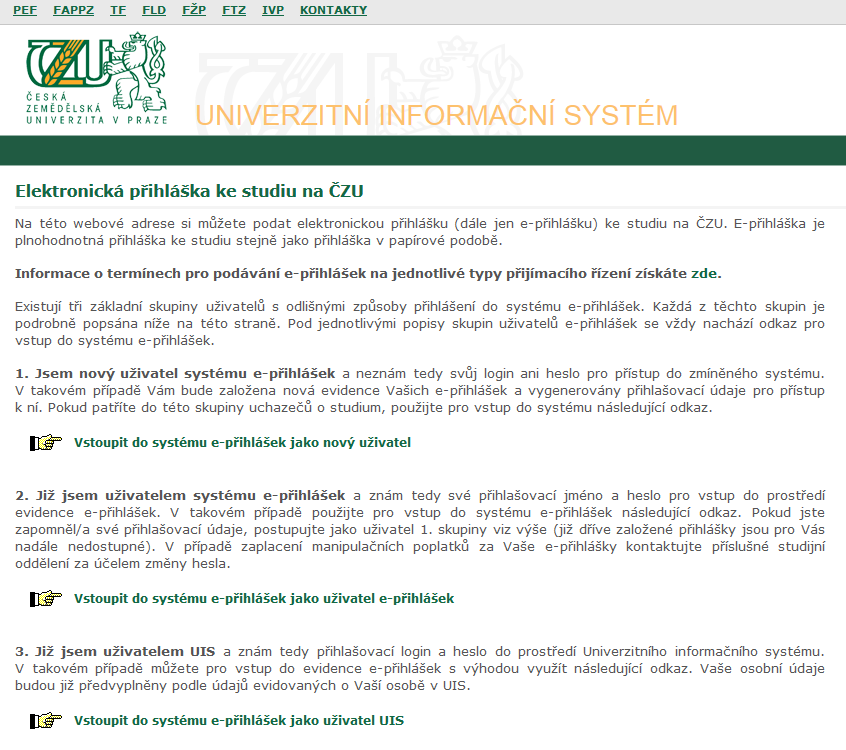 PEF FAPPZ TF FLD FŽP FTZ IVP KONTAKTY
ČZU
ČESKÁ
ZEMĚDĚLSKÁ
UNIVERZITA V PRAZE
UNIVERZITNÍ INFORMAČNÍ SYSTÉM
Elektronická přihláška ke studiu na ČZU
Na této webové adrese si můžete podat elektronickou přihlášku (dále jen e-přihlášku) ke studiu na ČZU. E-přihláška je
plnohodnotná přihláška ke studiu stejně jako přihláška v papírové podobě.
Informace o termínech pro podávání e-přihlášek na jednotlivé typy přijímacího řízení získáte zde.
Existují tři základní skupiny uživatelů s odlišnými způsoby přihlášení do systému e-přihlášek. Každá z těchto skupin je
podrobně popsána níže na této straně. Pod jednotlivými popisy skupin uživatelů e-přihlášek se vždy nachází odkaz pro
vstup do systému e-přihlášek.
1. Jsem nový uživatel systému e-přihlášek a neznám tedy svůj login ani heslo pro přístup do zmíněného systému.
V takovém případě Vám bude založena nová evidence Vašich e-přihlášek a vygenerovány přihlašovací údaje pro přístup
k ní. Pokud patříte do této skupiny uchazečů o studium, použijte pro vstup do systému následující odkaz.
Vstoupit do systému e-přihlášek jako nový uživatel
2. Již jsem uživatelem systému e-přihlášek a znám tedy své přihlašovací jméno a heslo pro vstup do prostředí
evidence e-přihlášek. V takovém případě použijte pro vstup do systému e-přihlášek následující odkaz. Pokud jste
zapomněl/a své přihlašovací údaje, postupujte jako uživatel 1. skupiny viz výše (již dříve založené přihlášky jsou pro Vás
nadále nedostupné). V případě zaplacení manipulačních poplatků za Vaše e-přihlášky kontaktujte příslušné studijní
oddělení za účelem změny hesla.
Vstoupit do systému e-přihlášek jako uživatel e-přihlášek
3. Již jsem uživatelem UIS a znám tedy přihlašovací login a heslo do prostředí Univerzitního informačního systému.
V takovém případě můžete pro vstup do evidence e-přihlášek s výhodou využít následující odkaz. Vaše osobní údaje
budou již předvyplněny podle údajů evidovaných o Vaší osobě v UIS.
Vstoupit do systému e-přihlášek jako uživatel UIS